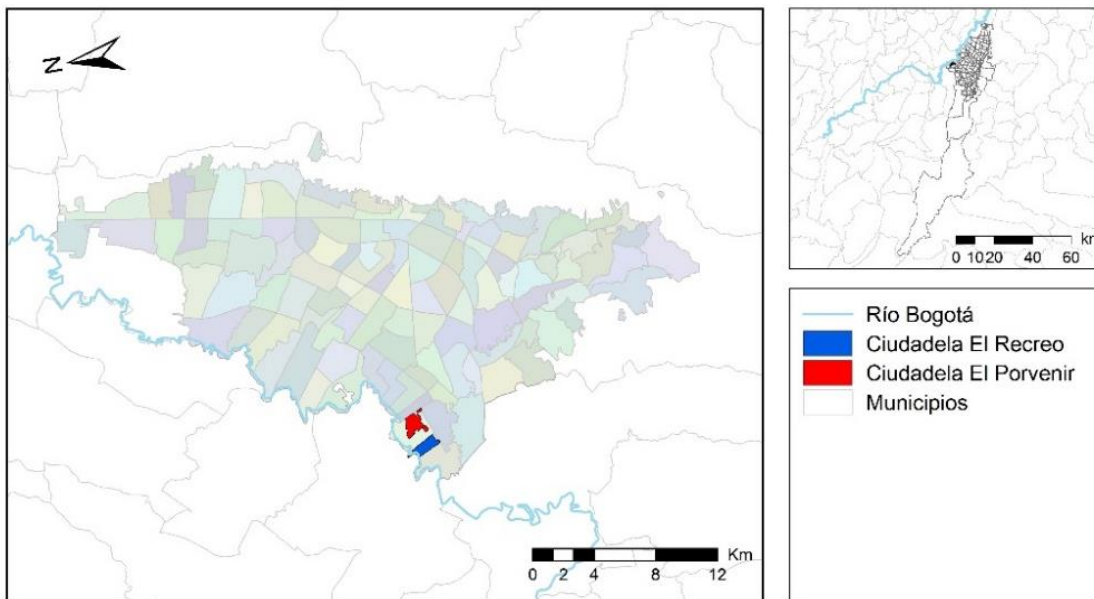 N
Km
0 2 4 8 12
km
0 10 20 40 60
Río Bogotá
Ciudadela El Recreo
Ciudadela El Porvenir
Municipios